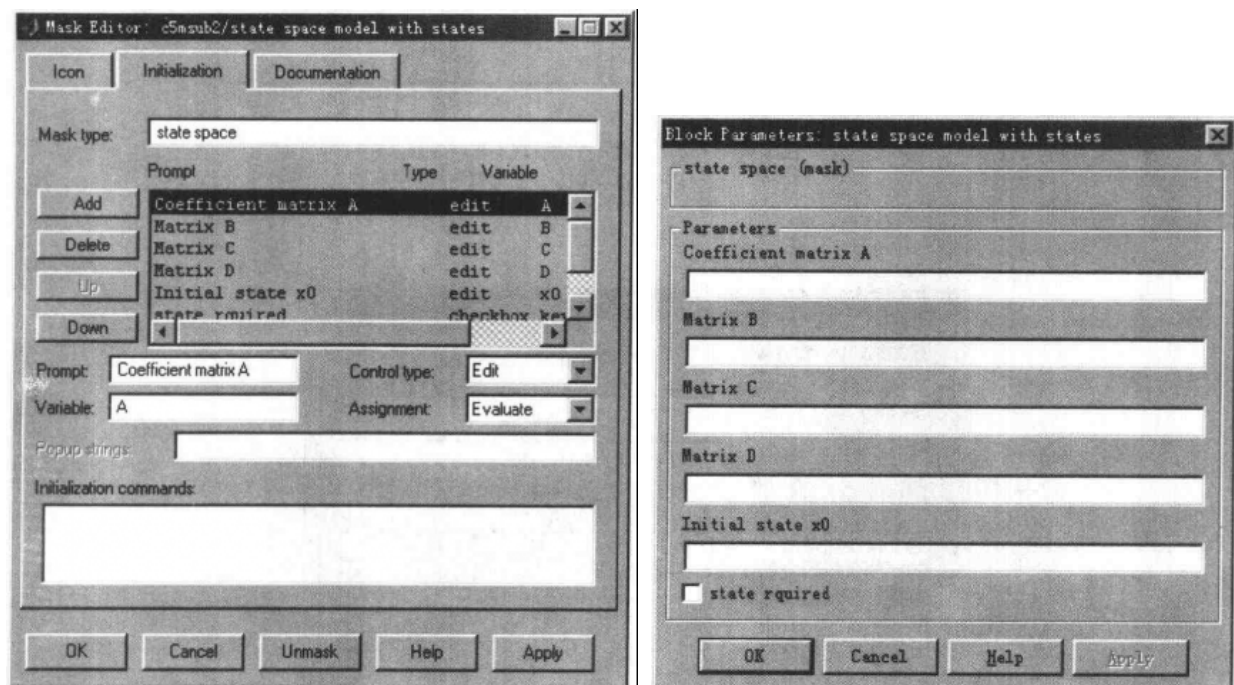 Mask Editor: c5msub2/state space model with states
Icon Initialization Documentation
Mask type: state space
Prompt Type Variable
Add Coefficient matrix A edit A
Matrix B edit B
Delete Matrix C edit C
Matrix D edit D
Up Initial state x0 edit x0
Down state rquired checkbox key
Prompt: Coefficient matrix A Control type: Edit
Variable: A Assignment: Evaluate
Popup strings:
Initialization commands:
OK Cancel Unmask Help Apply
Block Parameters: state space model with states
state space (mask)
Parameters
Coefficient matrix A
Matrix B
Matrix C
Matrix D
Initial state x0
state rquired
OK Cancel Help Apply